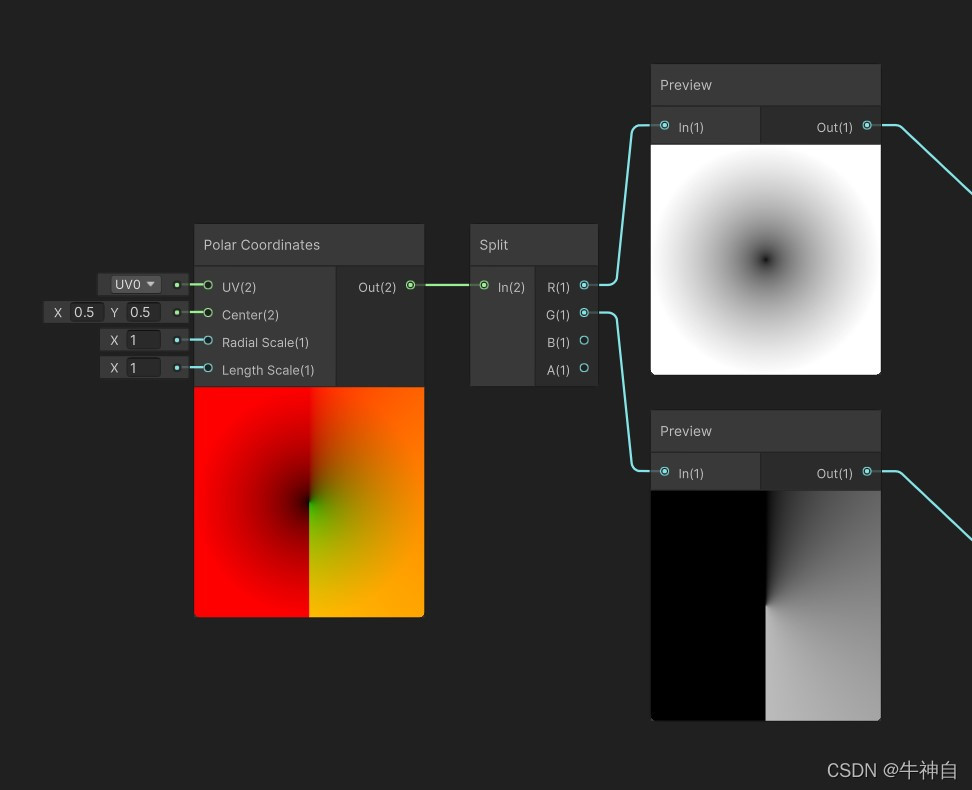 Preview
In(1) Out(1)
Polar Coordinates
UV0 UV(2) Out(2)
X 0.5 Y 0.5 Center(2)
X 1 Radial Scale(1)
X 1 Length Scale(1)
Split
In(2) R(1)
G(1)
B(1)
A(1)
Preview
In(1) Out(1)
CSDN @牛神自